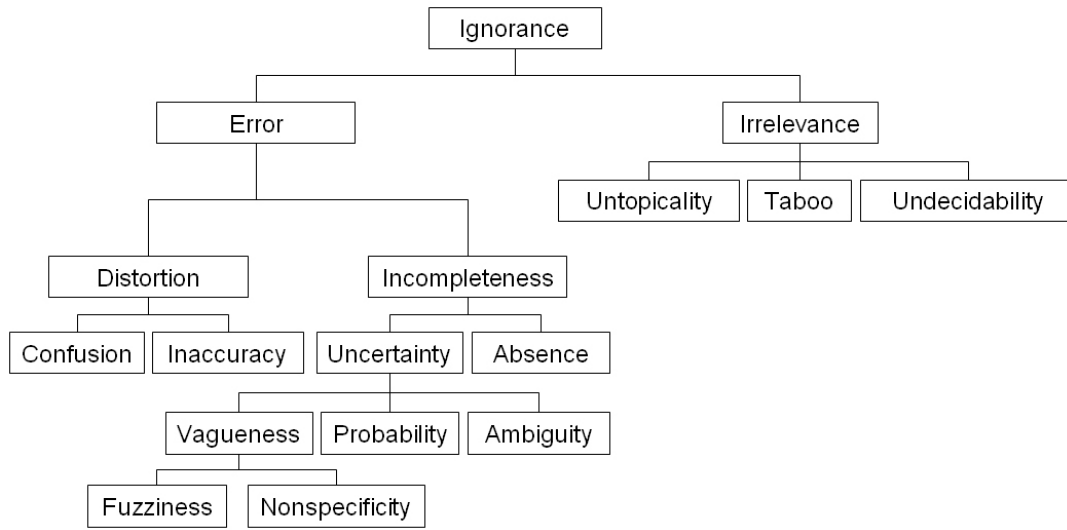 Ignorance
Error
Irrelevance
Untopicality
Taboo
Undecidability
Distortion
Incompleteness
Confusion
Inaccuracy
Uncertainty
Absence
Vagueness
Probability
Ambiguity
Fuzziness
Nonspecificity